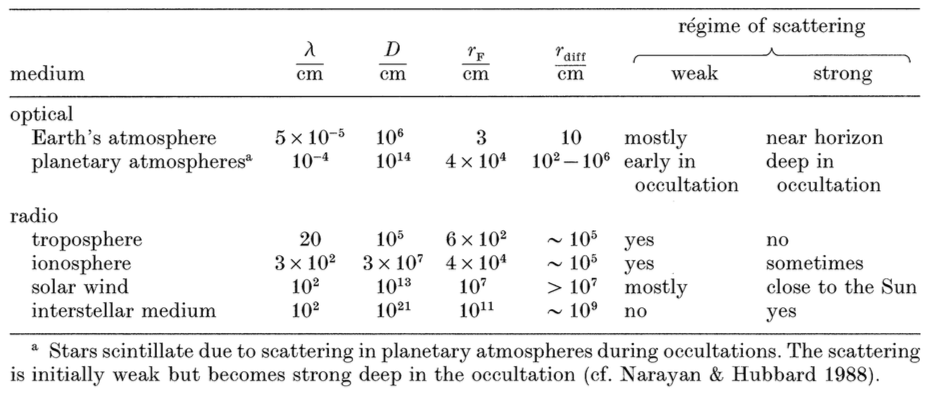 régime of scattering
medium λ/cm D/cm r_F/cm r_diff/cm weak strong
optical
Earth's atmosphere 5 × 10⁻⁵ 10⁶ 3 10 mostly near horizon
planetary atmospheresᵃ 10⁻⁴ 10¹⁴ 4 × 10⁴ 10²−10⁶ early in deep in
occultation occultation
radio
troposphere 20 10⁵ 6 × 10² ~ 10⁵ yes no
ionosphere 3 × 10² 3 × 10⁷ 4 × 10⁴ ~ 10⁵ yes sometimes
solar wind 10² 10¹³ 10⁷ > 10⁷ mostly close to the Sun
interstellar medium 10² 10²¹ 10¹¹ ~ 10⁹ no yes
ᵃ Stars scintillate due to scattering in planetary atmospheres during occultations. The scattering
is initially weak but becomes strong deep in the occultation (cf. Narayan & Hubbard 1988).